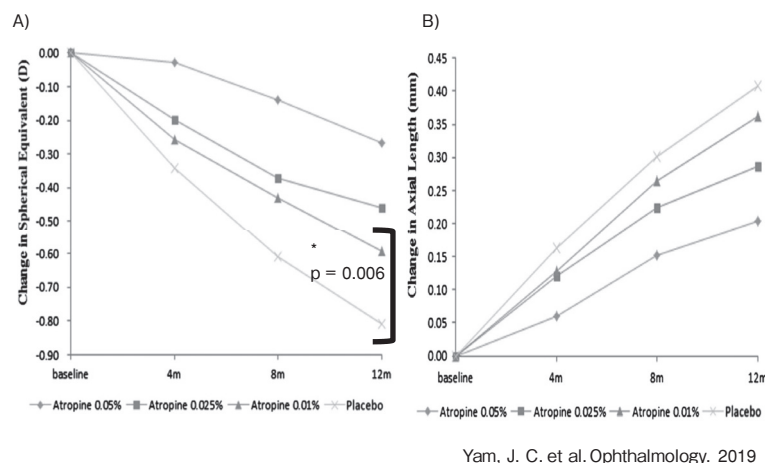 A)
B)
Change in Spherical Equivalent (D)
0.00
-0.10
-0.20
-0.30
-0.40
-0.50
-0.60
-0.70
-0.80
-0.90
*
p = 0.006
baseline
4m
8m
12m
Atropine 0.05%
Atropine 0.025%
Atropine 0.01%
Placebo
Change in Axial Length (mm)
0.45
0.40
0.35
0.30
0.25
0.20
0.15
0.10
0.05
0.00
baseline
4m
8m
12m
Atropine 0.05%
Atropine 0.025%
Atropine 0.01%
Placebo
Yam, J. C. et al. Ophthalmology. 2019